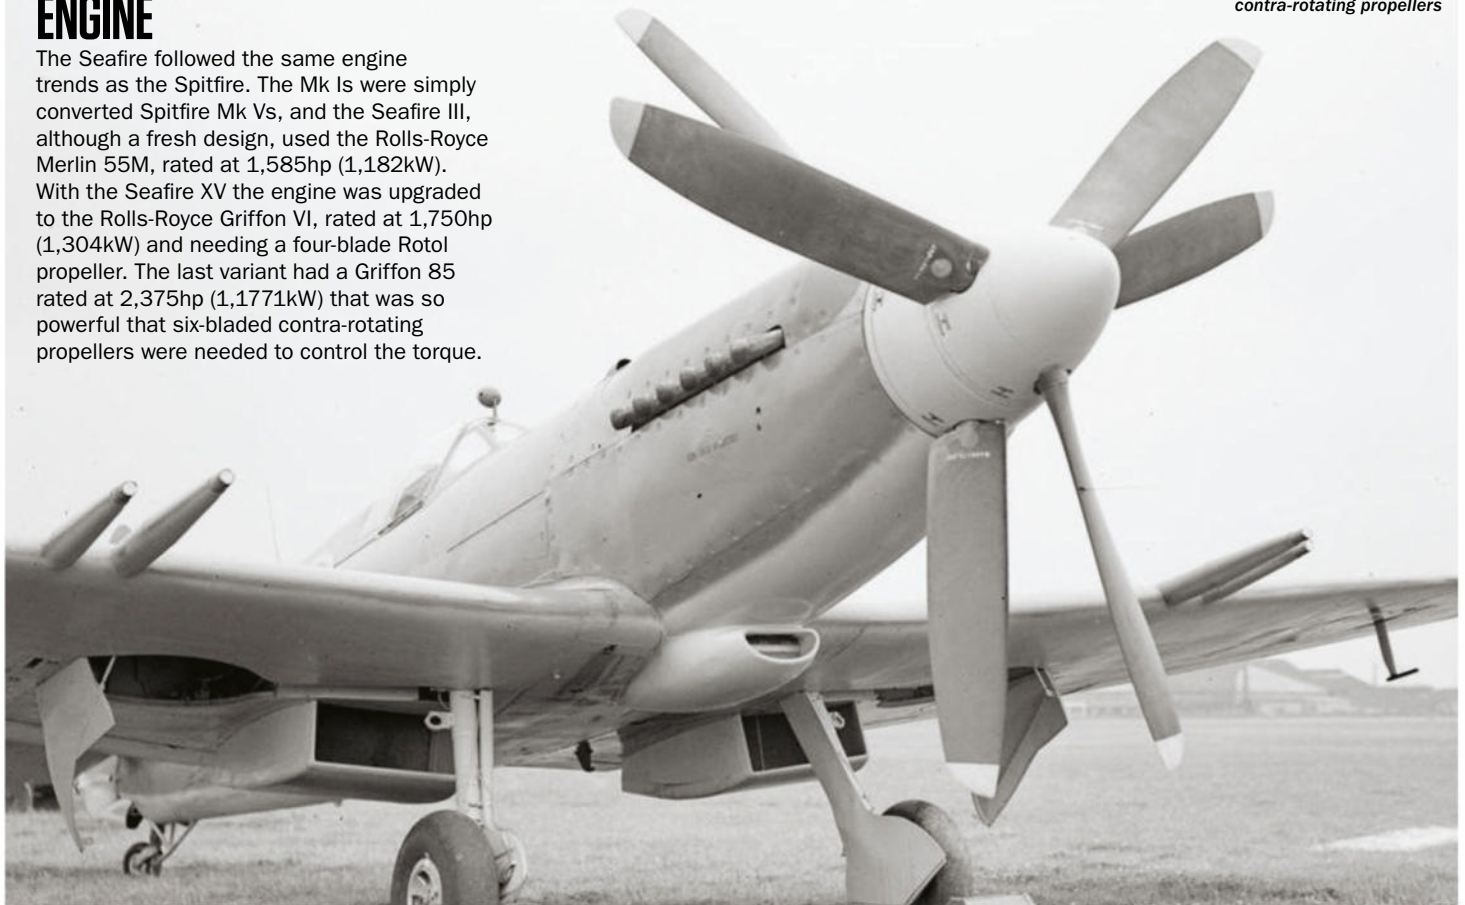 ENGINE
contra-rotating propellers
The Seafire followed the same engine
trends as the Spitfire. The Mk Is were simply
converted Spitfire Mk Vs, and the Seafire III,
although a fresh design, used the Rolls-Royce
Merlin 55M, rated at 1,585hp (1,182kW).
With the Seafire XV the engine was upgraded
to the Rolls-Royce Griffon VI, rated at 1,750hp
(1,304kW) and needing a four-blade Rotol
propeller. The last variant had a Griffon 85
rated at 2,375hp (1,1771kW) that was so
powerful that six-bladed contra-rotating
propellers were needed to control the torque.